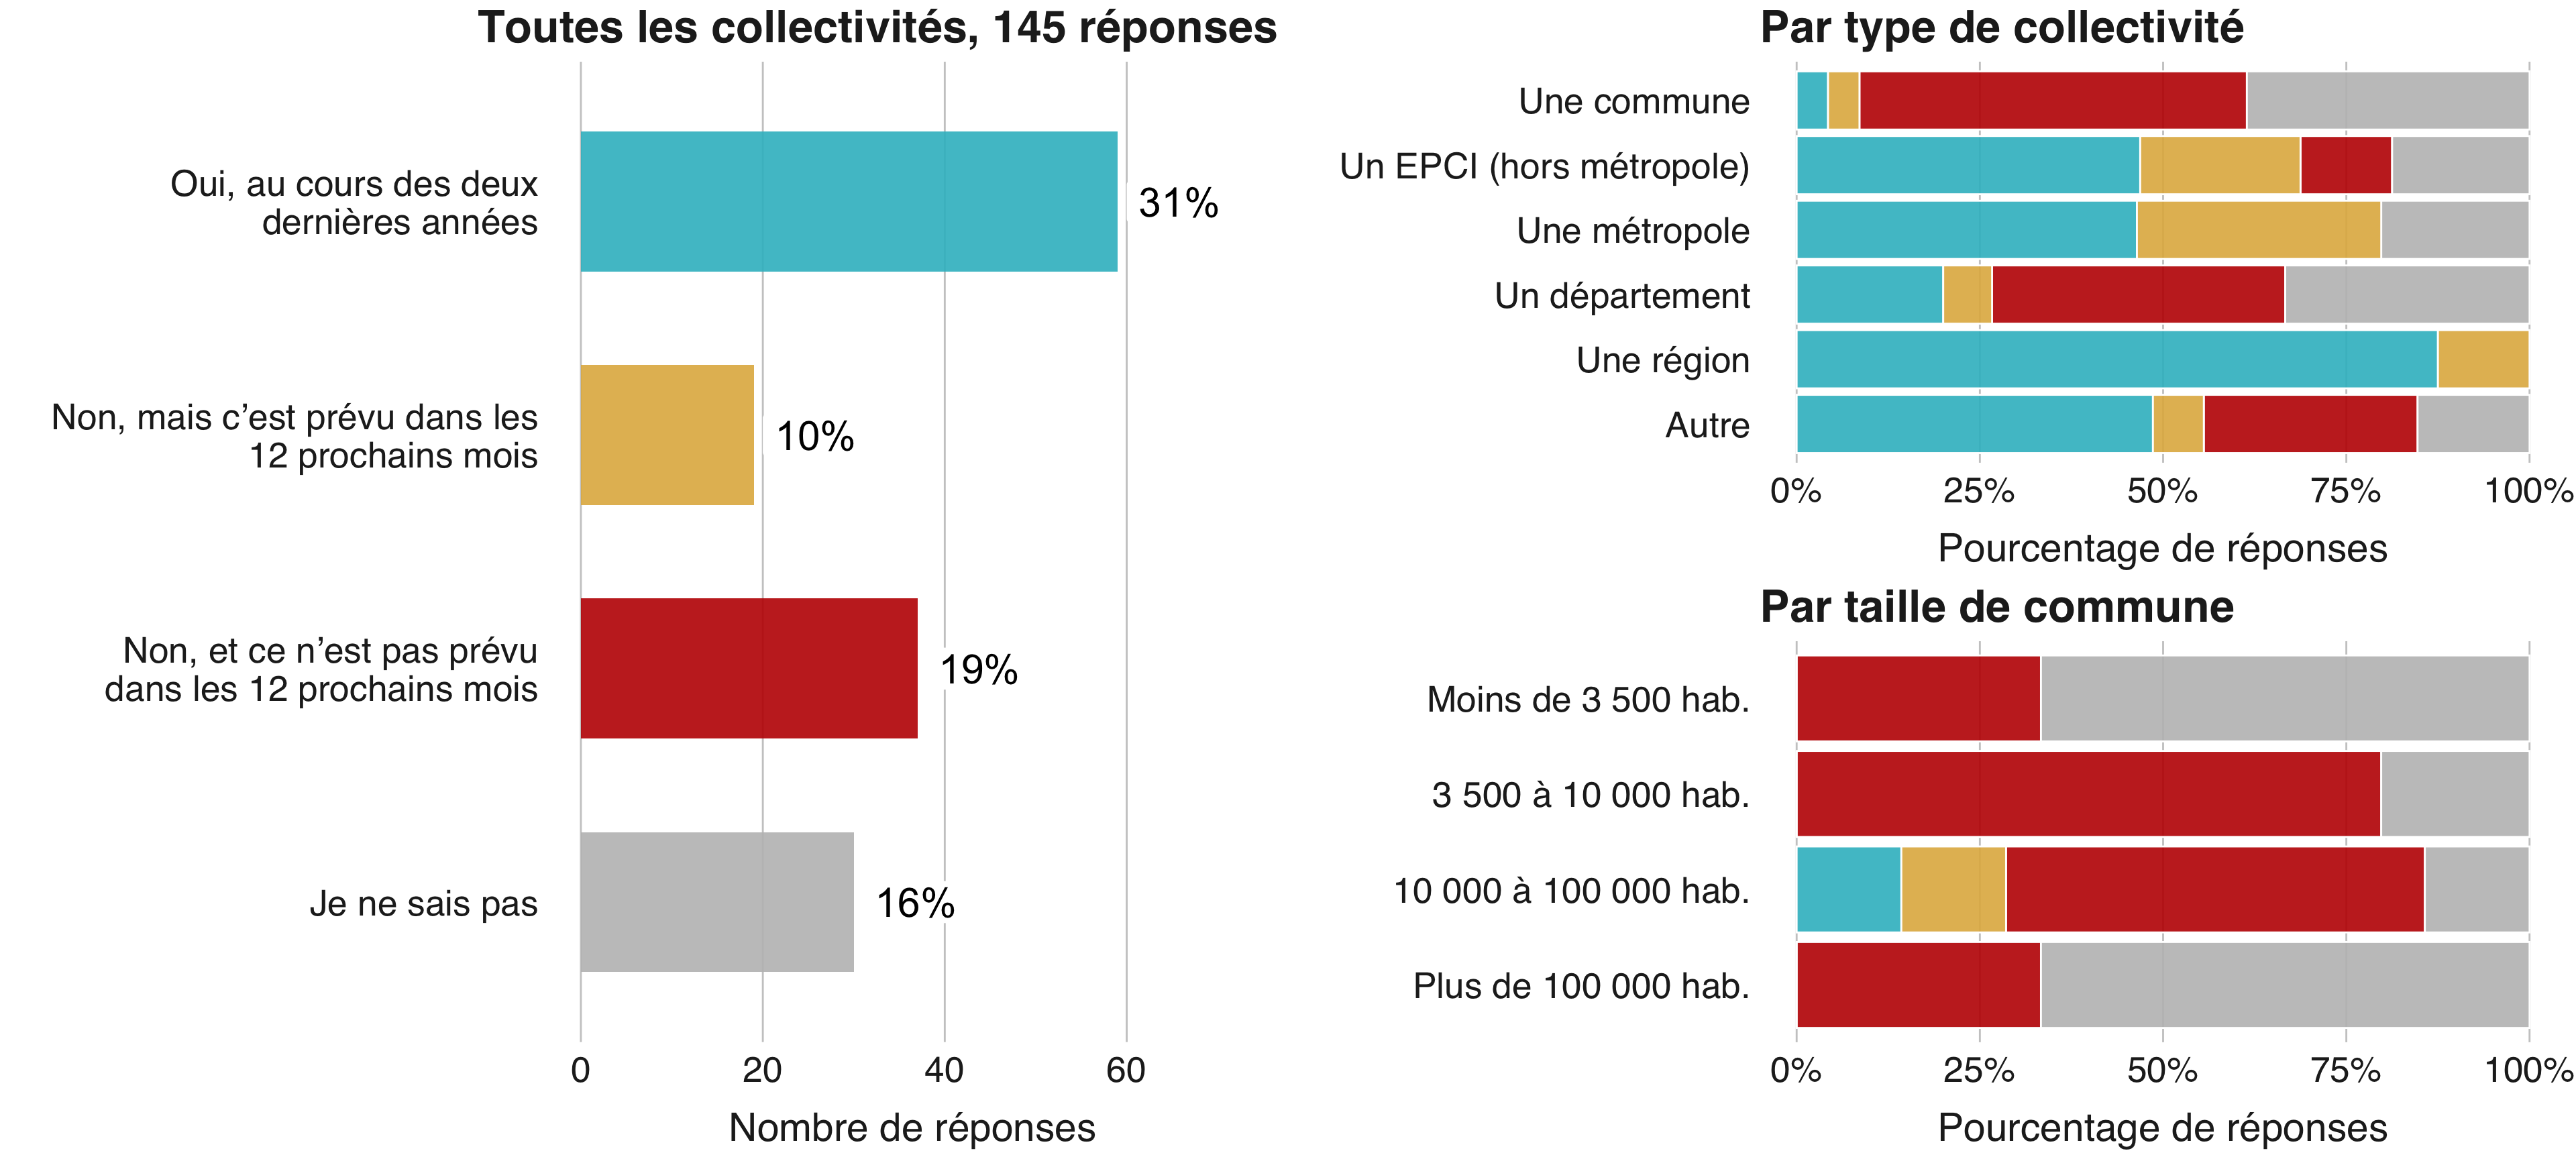 Toutes les collectivités, 145 réponses
Oui, au cours des deux
dernières années
31%
Non, mais c’est prévu dans les
12 prochains mois
10%
Non, et ce n’est pas prévu
dans les 12 prochains mois
19%
Je ne sais pas
16%
0 20 40 60
Nombre de réponses
Par type de collectivité
Une commune
Un EPCI (hors métropole)
Une métropole
Un département
Une région
Autre
0% 25% 50% 75% 100%
Pourcentage de réponses
Par taille de commune
Moins de 3 500 hab.
3 500 à 10 000 hab.
10 000 à 100 000 hab.
Plus de 100 000 hab.
0% 25% 50% 75% 100%
Pourcentage de réponses